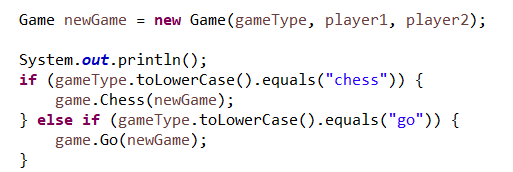 Game newGame = new Game(gameType, player1, player2);
System.out.println();
if (gameType.toLowerCase().equals("chess")) {
game.Chess(newGame);
} else if (gameType.toLowerCase().equals("go")) {
game.Go(newGame);
}